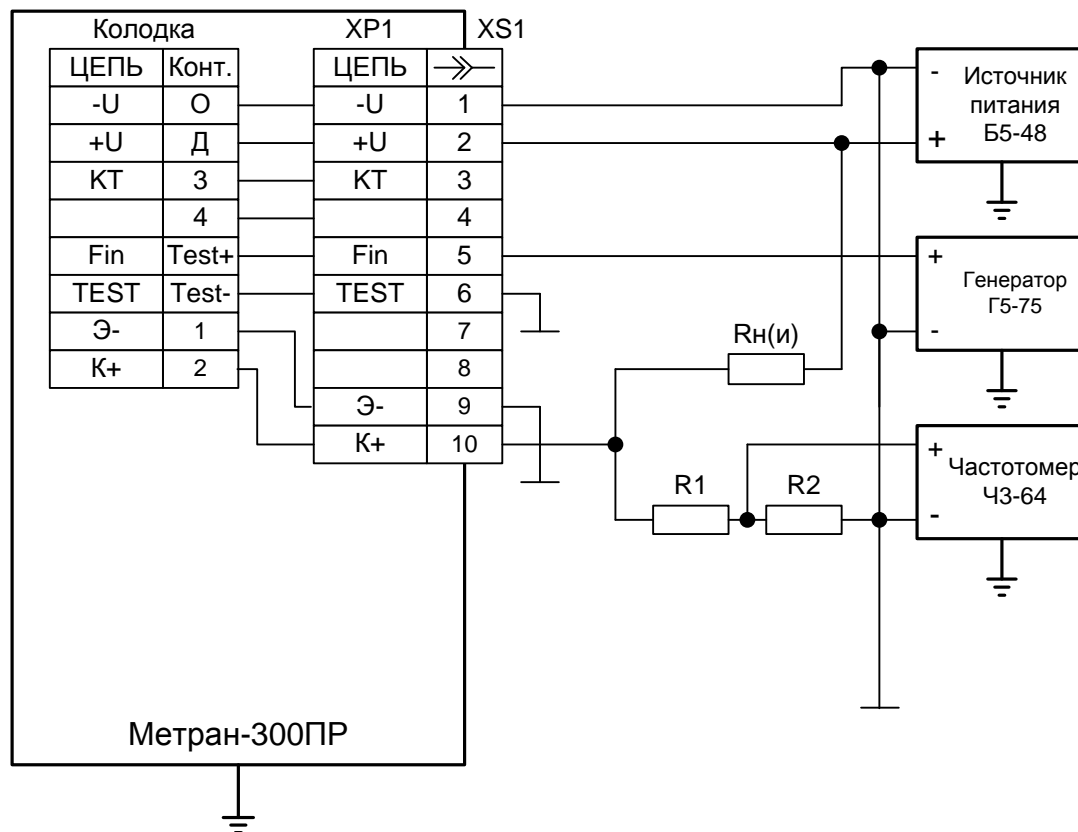 Колодка XP1 XS1
ЦЕПЬ Конт. ЦЕПЬ
-U О -U 1
+U Д +U 2
КТ 3 КТ 3
4 4
Fin Test+ Fin 5
TEST Test- TEST 6
Э- 1 7
К+ 2 8
Э- 9
К+ 10
- Источник
питания
+ Б5-48
+ Генератор
Г5-75
-
Rн(и)
+ Частотомер
Ч3-64
-
R1 R2
Метран-300ПР